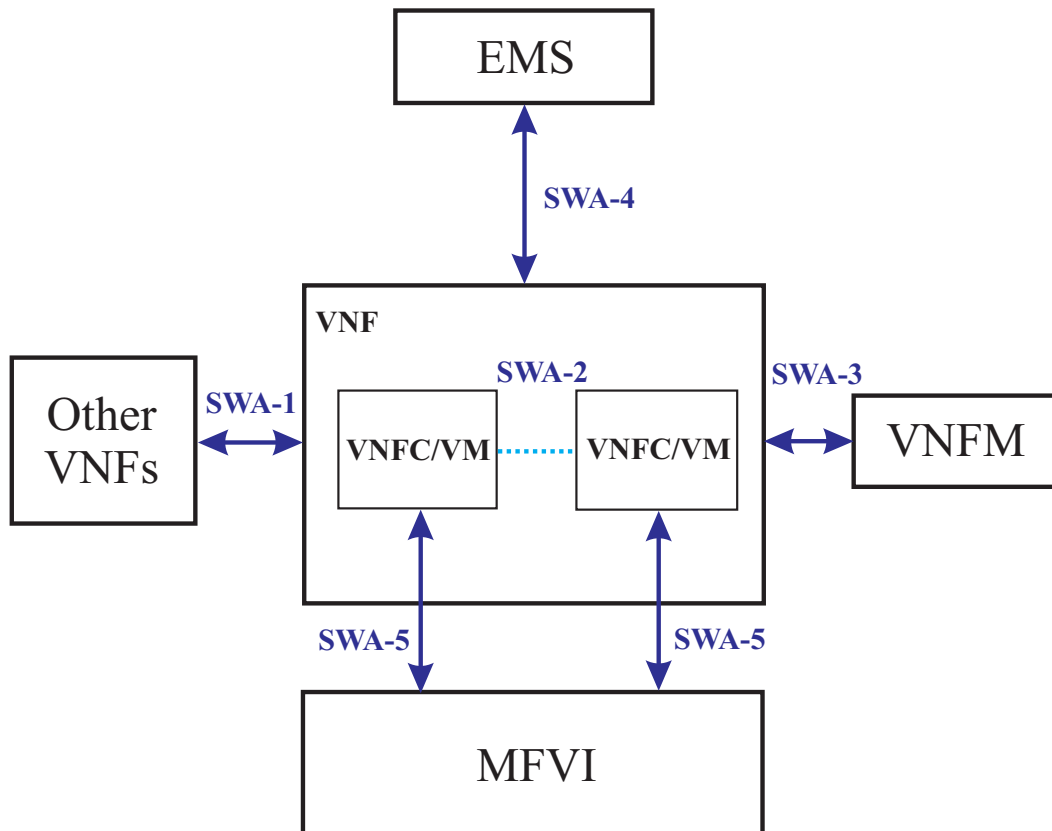 EMS
SWA-4
VNF
SWA-2
SWA-3
SWA-1
Other
VNFs
VNFC/VM
VNFC/VM
VNFM
SWA-5
SWA-5
MFVI